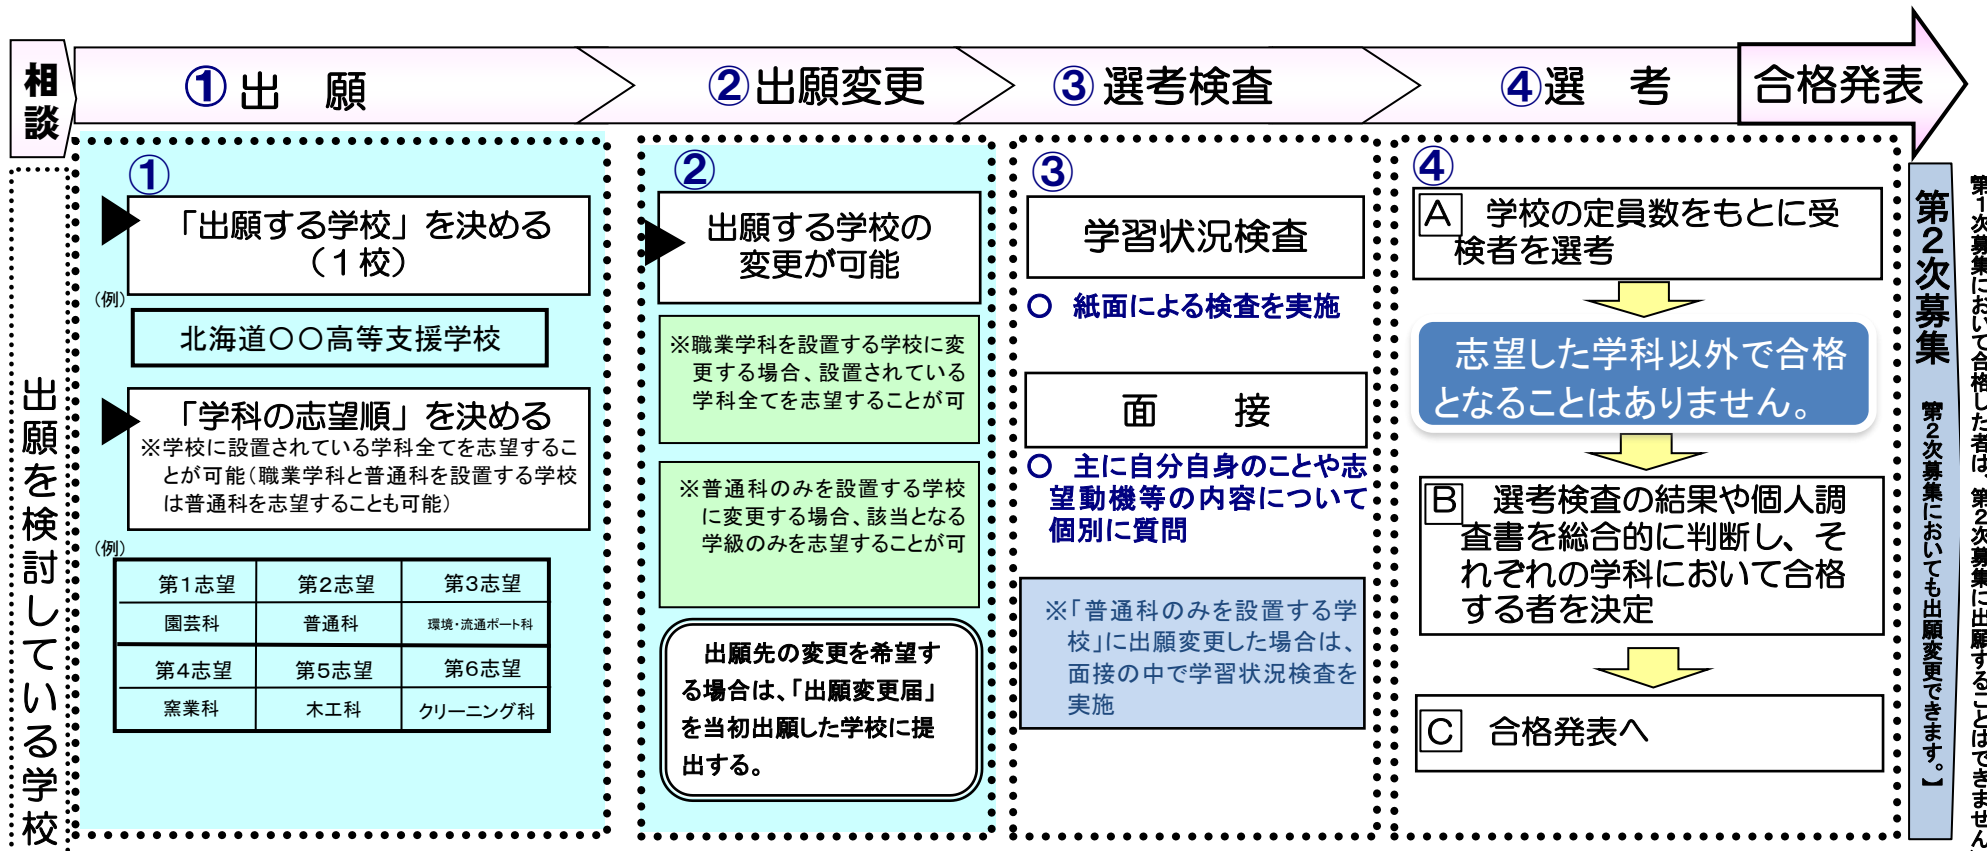 相談
①出　願
②出願変更
③選考検査
④選　考
合格発表
出願を検討している学校
①
「出願する学校」を決める
（１校）
（例）
北海道〇〇高等支援学校
「学科の志望順」を決める
※学校に設置されている学科全てを志望するこ
とが可能（職業学科と普通科を設置する学校
は普通科を志望することも可能）
（例）
第１志望　第２志望　第３志望
園芸科　普通科　環境・流通ポート科
第４志望　第５志望　第６志望
窯業科　木工科　クリーニング科
②
出願する学校の
変更が可能
※職業学科を設置する学校に変
更する場合、設置されている
学科全てを志望することが可
※普通科のみを設置する学校
に変更する場合、該当となる
学級のみを志望することが可
出願先の変更を希望す
る場合は、「出願変更届」
を当初出願した学校に提
出する。
③
学習状況検査
〇　紙面による検査を実施
面　接
〇　主に自分自身のことや志
望動機等の内容について
個別に質問
※「普通科のみを設置する学
校」に出願変更した場合は、
面接の中で学習状況検査を
実施
④
A　学校の定員数をもとに受
検者を選考
志望した学科以外で合格
となることはありません。
B　選考検査の結果や個人調
査書を総合的に判断し、そ
れぞれの学科において合格
する者を決定
C　合格発表へ
第２次募集　第２次募集においても出願変更できます。】
第１次募集において合格した者は、第２次募集に出願することはできません